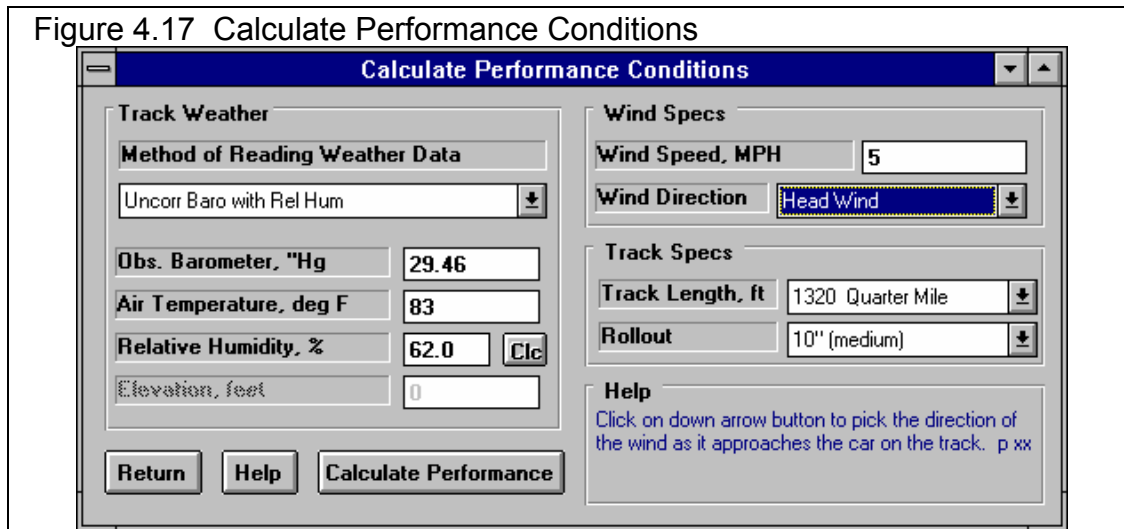 Figure 4.17  Calculate Performance Conditions
Calculate Performance Conditions
Track Weather
Method of Reading Weather Data
Uncorr Baro with Rel Hum
Obs. Barometer, "Hg 29.46
Air Temperature, deg F 83
Relative Humidity, % 62.0 Clc
Elevation, feet 0
Return Help Calculate Performance
Wind Specs
Wind Speed, MPH 5
Wind Direction Head Wind
Track Specs
Track Length, ft 1320  Quarter Mile
Rollout 10" (medium)
Help
Click on down arrow button to pick the direction of
the wind as it approaches the car on the track.  p xx